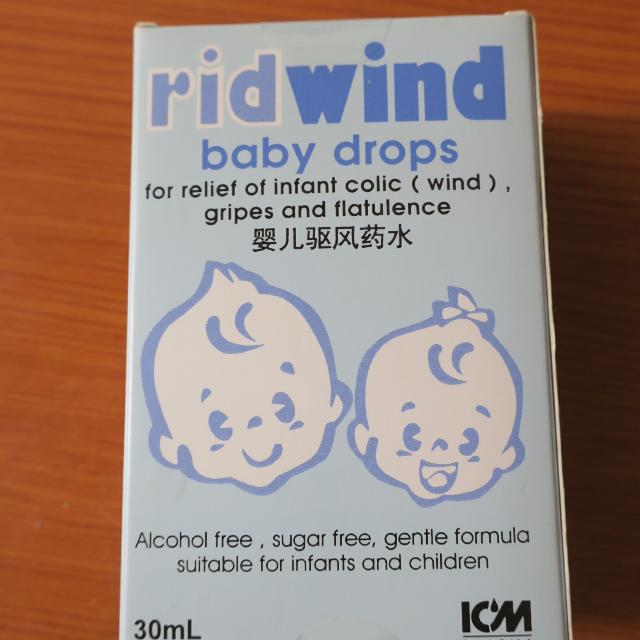 ridwind
baby drops
for relief of infant colic ( wind ) ,
gripes and flatulence
婴儿驱风药水
Alcohol free , sugar free, gentle formula
suitable for infants and children
30mL
ICM